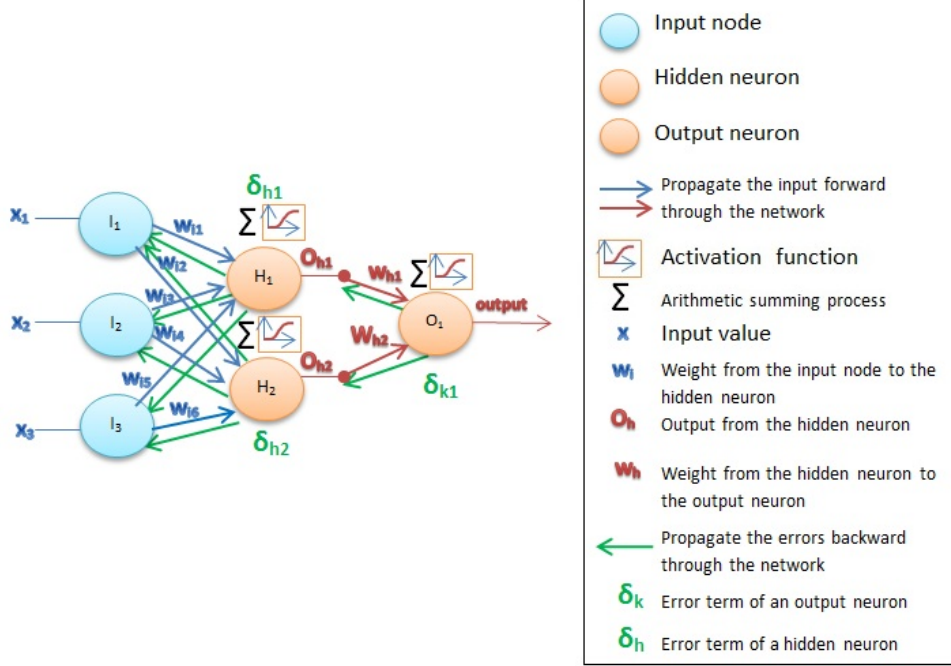 X₁
I₁
Wi1
Wi2
δh1
Σ
H₁
Oh1
Wh1
Σ
X₂
I₂
Wi3
Wi4
Σ
O₁
output
Wh2
Oh2
H₂
δk1
X₃
I₃
Wi5
Wi6
δh2
Input node
Hidden neuron
Output neuron
Propagate the input forward
through the network
Activation function
Σ
Arithmetic summing process
X
Input value
Wi
Weight from the input node to the
hidden neuron
Oh
Output from the hidden neuron
Wh
Weight from the hidden neuron to
the output neuron
Propagate the errors backward
through the network
δk
Error term of an output neuron
δh
Error term of a hidden neuron